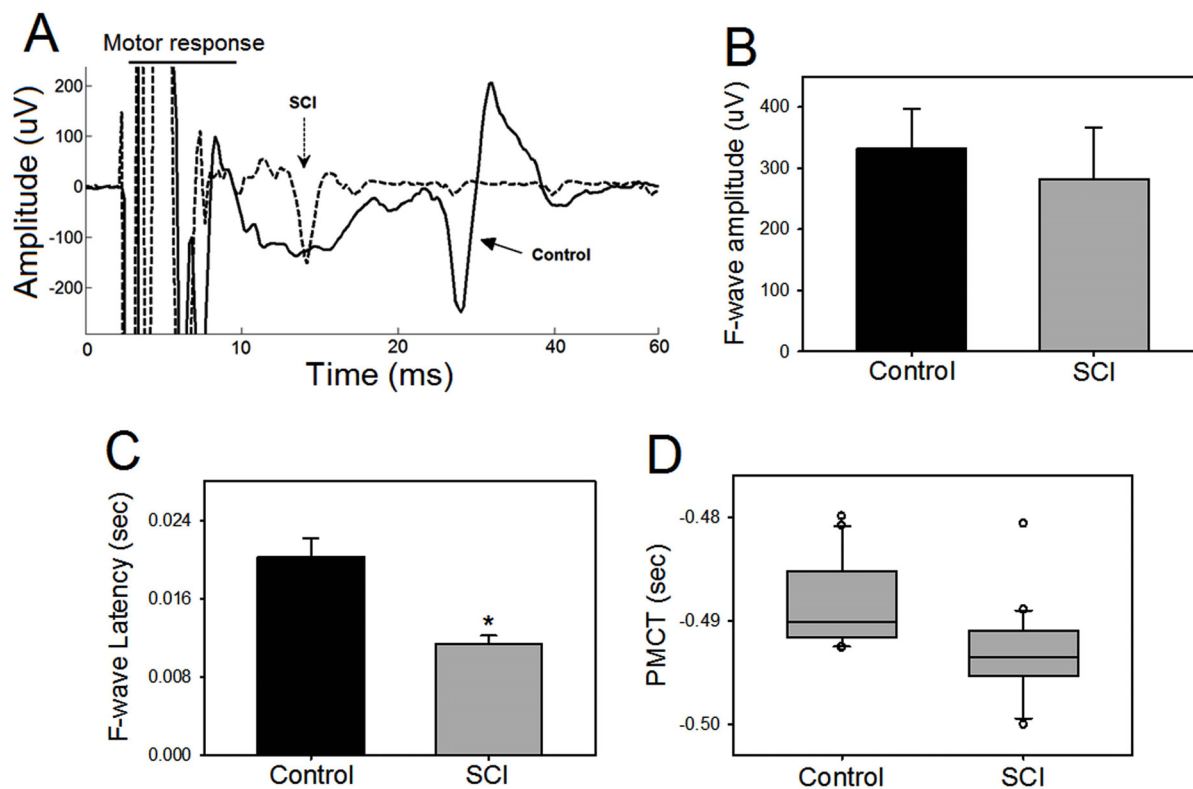 A
Motor response
Amplitude (uV)
200
100
0
-100
-200
SCI
Control
0
10
20
40
60
Time (ms)
B
F-wave amplitude (uV)
400
300
200
100
0
Control
SCI
C
F-wave Latency (sec)
0.024
0.016
0.008
0.000
*
Control
SCI
D
PMCT (sec)
-0.48
-0.49
-0.50
Control
SCI